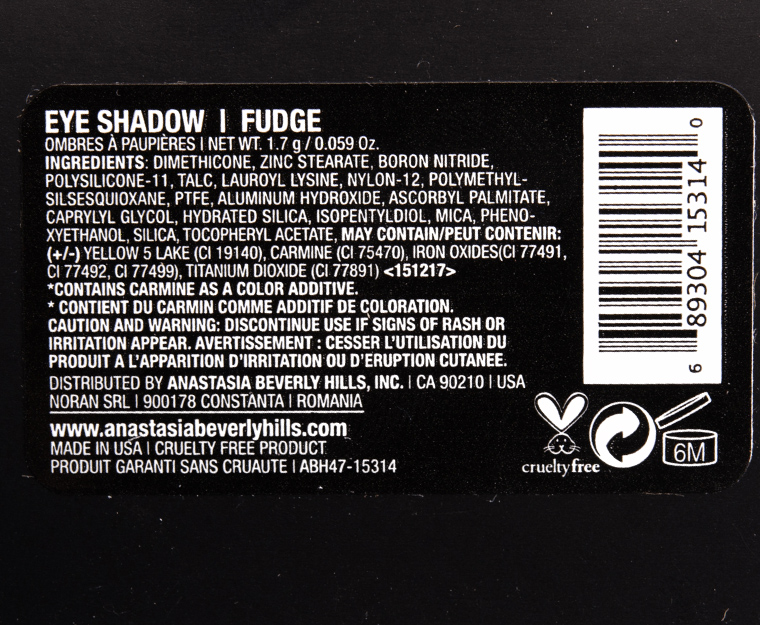 EYE SHADOW | FUDGE
OMBRES À PAUPIÈRES | NET WT. 1.7 g / 0.059 Oz.
INGREDIENTS: DIMETHICONE, ZINC STEARATE, BORON NITRIDE,
POLYSILICONE-11, TALC, LAUROYL LYSINE, NYLON-12, POLYMETHYL-
SILSESQUIOXANE, PTFE, ALUMINUM HYDROXIDE, ASCORBYL PALMITATE,
CAPRYLYL GLYCOL, HYDRATED SILICA, ISOPENTYLDIOL, MICA, PHENO-
XYETHANOL, SILICA, TOCOPHERYL ACETATE, MAY CONTAIN/PEUT CONTENIR:
(+/-) YELLOW 5 LAKE (CI 19140), CARMINE (CI 75470), IRON OXIDES(CI 77491,
CI 77492, CI 77499), TITANIUM DIOXIDE (CI 77891) <151217>
*CONTAINS CARMINE AS A COLOR ADDITIVE.
* CONTIENT DU CARMIN COMME ADDITIF DE COLORATION.
CAUTION AND WARNING: DISCONTINUE USE IF SIGNS OF RASH OR
IRRITATION APPEAR. AVERTISSEMENT : CESSER L'UTILISATION DU
PRODUIT A L'APPARITION D'IRRITATION OU D'ERUPTION CUTANEE.
DISTRIBUTED BY ANASTASIA BEVERLY HILLS, INC. | CA 90210 | USA
NORAN SRL | 900178 CONSTANTA | ROMANIA
www.anastasiabeverlyhills.com
MADE IN USA | CRUELTY FREE PRODUCT
PRODUIT GARANTI SANS CRUAUTE | ABH47-15314
6 89304 15314 0
crueltyfree
6M